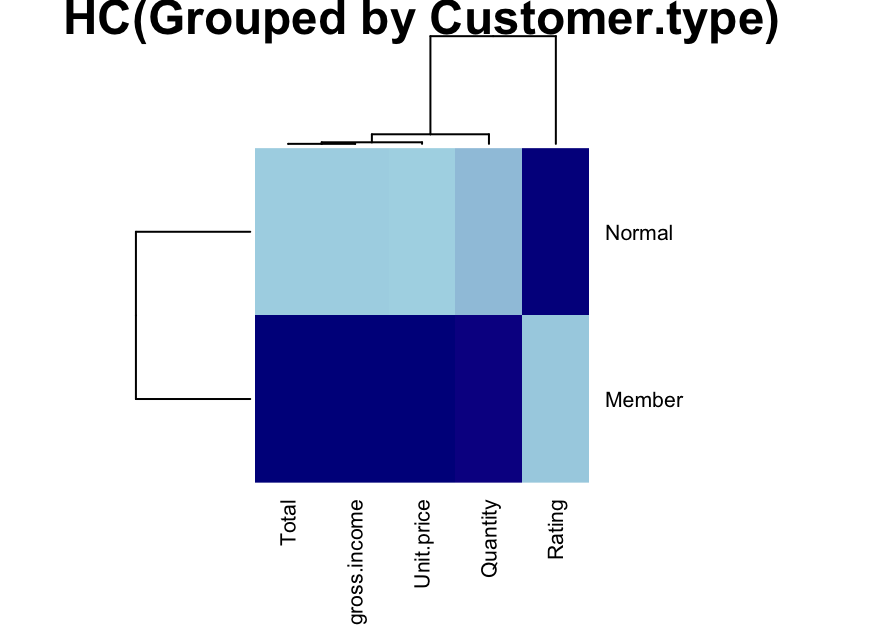 HC(Grouped by Customer.type)
Normal
Member
Total
gross.income
Unit.price
Quantity
Rating